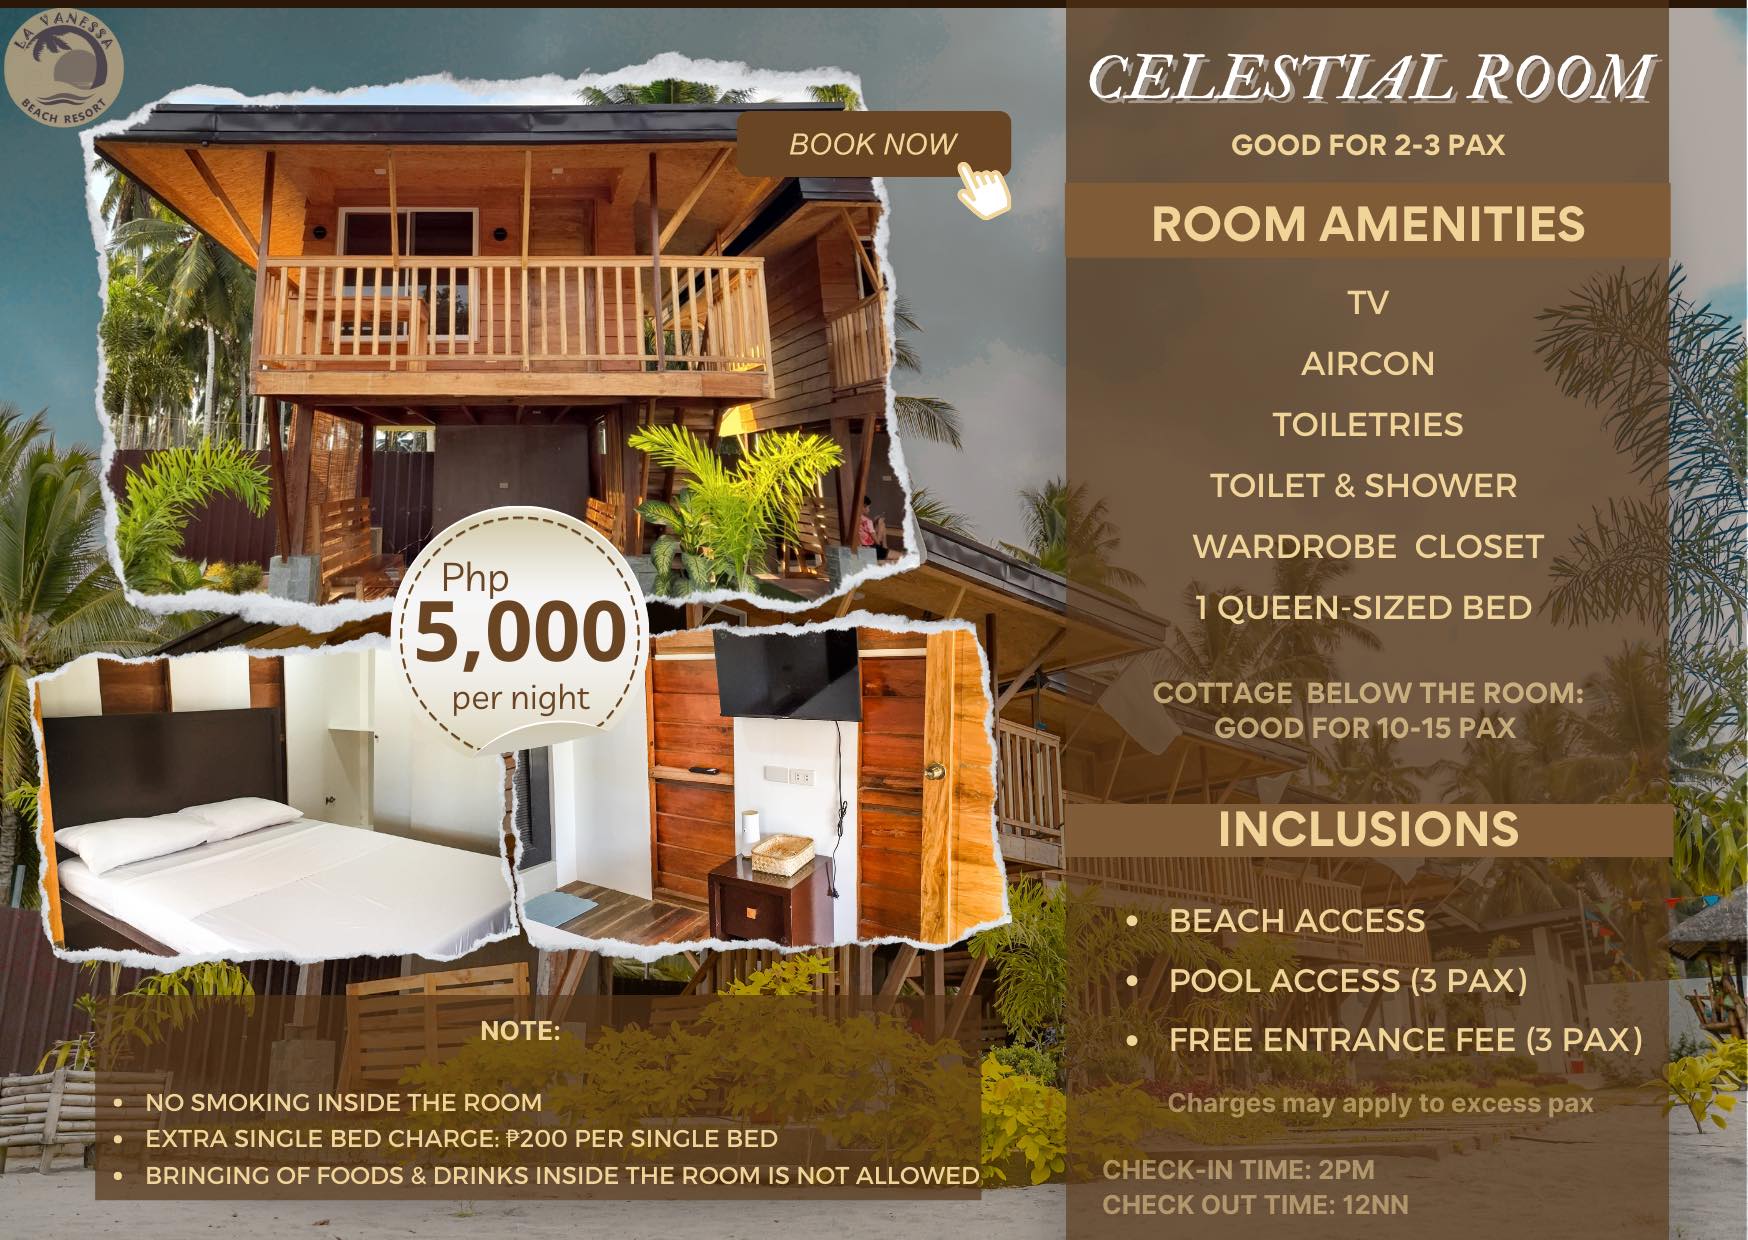 LA VANESSA
BEACH RESORT
BOOK NOW
Php
5,000
per night
NOTE:
• NO SMOKING INSIDE THE ROOM
• EXTRA SINGLE BED CHARGE: ₱200 PER SINGLE BED
• BRINGING OF FOODS & DRINKS INSIDE THE ROOM IS NOT ALLOWED
CELESTIAL ROOM
GOOD FOR 2-3 PAX
ROOM AMENITIES
TV
AIRCON
TOILETRIES
TOILET & SHOWER
WARDROBE CLOSET
1 QUEEN-SIZED BED
COTTAGE BELOW THE ROOM:
GOOD FOR 10-15 PAX
INCLUSIONS
• BEACH ACCESS
• POOL ACCESS (3 PAX)
• FREE ENTRANCE FEE (3 PAX)
Charges may apply to excess pax
CHECK-IN TIME: 2PM
CHECK OUT TIME: 12NN